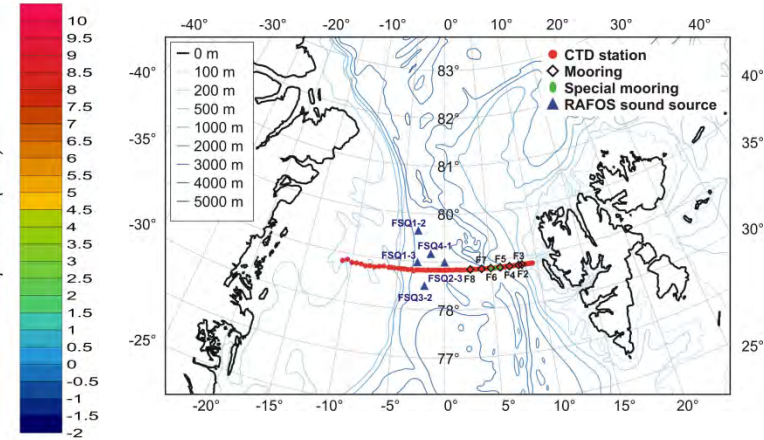 10
9.5
9
8.5
8
7.5
7
6.5
6
5.5
5
4.5
4
3.5
3
2.5
2
1.5
1
0.5
0
-0.5
-1
-1.5
-2
-40° -30° -20° -10° 0° 10° 20° 30° 40°
0 m
100 m
200 m
500 m
1000 m
2000 m
3000 m
4000 m
5000 m
CTD station
Mooring
Special mooring
RAFOS sound source
-40°
-35°
-30°
-25°
40°
35°
30°
25°
83°
82°
81°
80°
78°
77°
FSQ1-2
FSQ4-1
FSQ1-3
FSQ2-3
FSQ3-2
F7 F5 F3
F8 F6 F4 F2
-20° -15° -10° -5° 0° 5° 10° 15° 20°